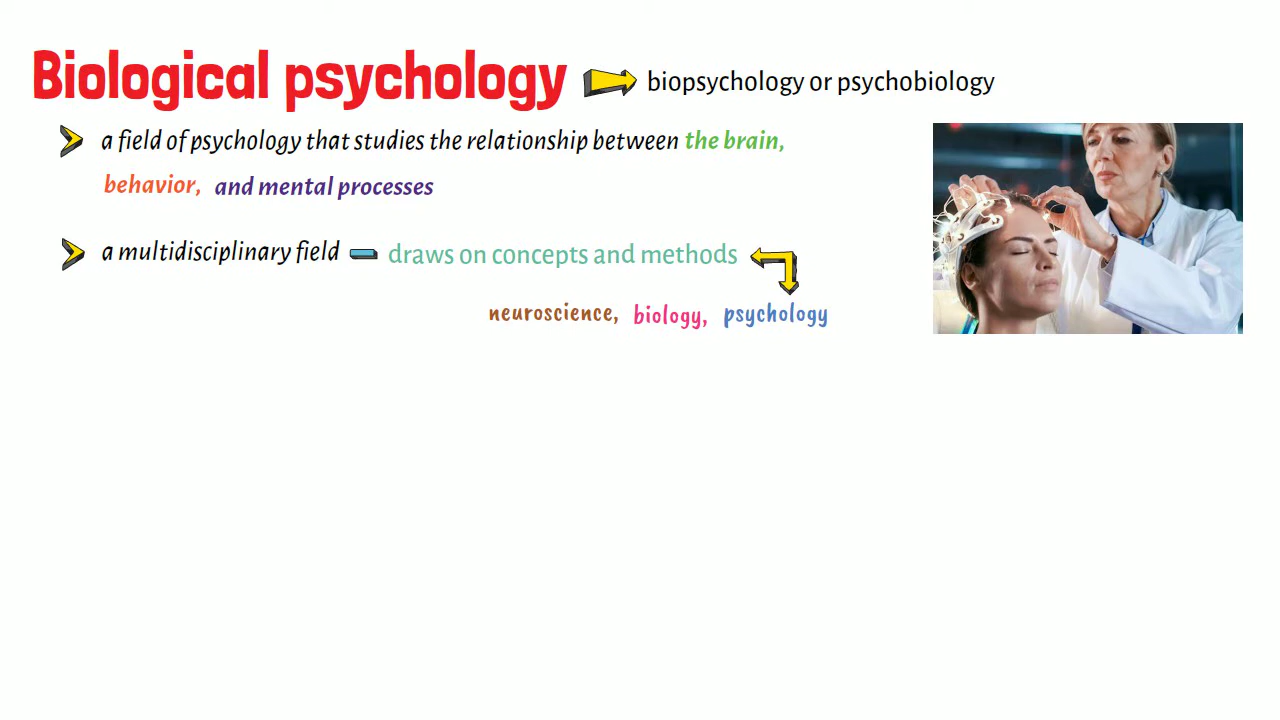 Biological psychology biopsychology or psychobiology
a field of psychology that studies the relationship between the brain,
behavior, and mental processes
a multidisciplinary field draws on concepts and methods
neuroscience, biology, psychology